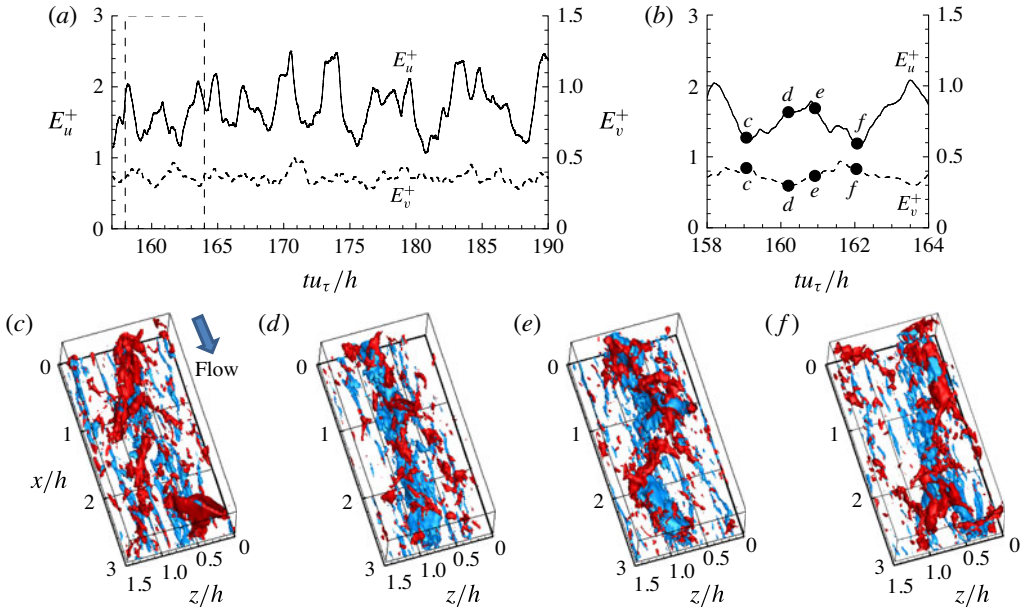 (a)
3
2
1
0
E_u^+
1.5
1.0
0.5
0
E_v^+
E_u^+
E_v^+
160 165 170 175 180 185 190
tu_τ/h
(b)
3
2
1
0
1.5
1.0
0.5
0
E_u^+
E_v^+
c d e f
c d e f
158 160 162 164
tu_τ/h
(c)
Flow
0
1
2
3
x/h
1.5 1.0 0.5 0
z/h
(d)
0
1
2
3
1.5 1.0 0.5 0
z/h
(e)
0
1
2
3
1.5 1.0 0.5 0
z/h
(f)
0
1
2
3
1.5 1.0 0.5 0
z/h